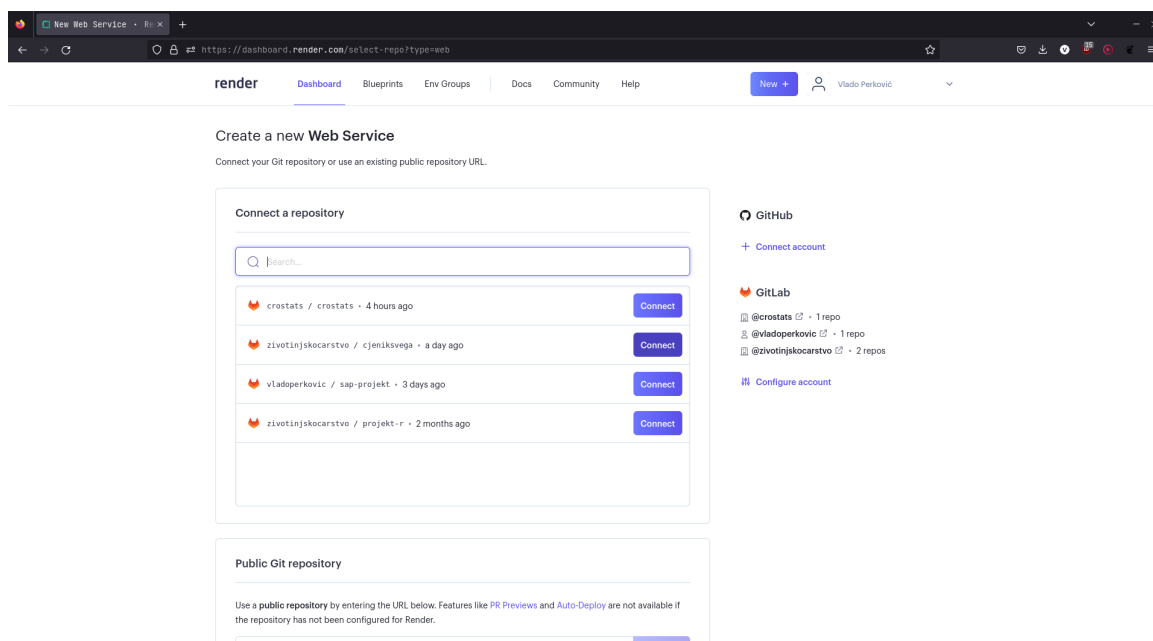 New Web Service · Re
https://dashboard.render.com/select-repo?type=web
15
render
Dashboard
Blueprints
Env Groups
Docs
Community
Help
New +
Vlado Perković
Create a new Web Service
Connect your Git repository or use an existing public repository URL.
Connect a repository
Search...
crostats / crostats • 4 hours ago
Connect
zivotinjskocarstvo / cjeniksvega • a day ago
Connect
vladoperkovic / sap-projekt • 3 days ago
Connect
zivotinjskocarstvo / projekt-r • 2 months ago
Connect
GitHub
+ Connect account
GitLab
@crostats • 1 repo
@vladoperkovic • 1 repo
@zivotinjskocarstvo • 2 repos
Configure account
Public Git repository
Use a public repository by entering the URL below. Features like PR Previews and Auto-Deploy are not available if
the repository has not been configured for Render.